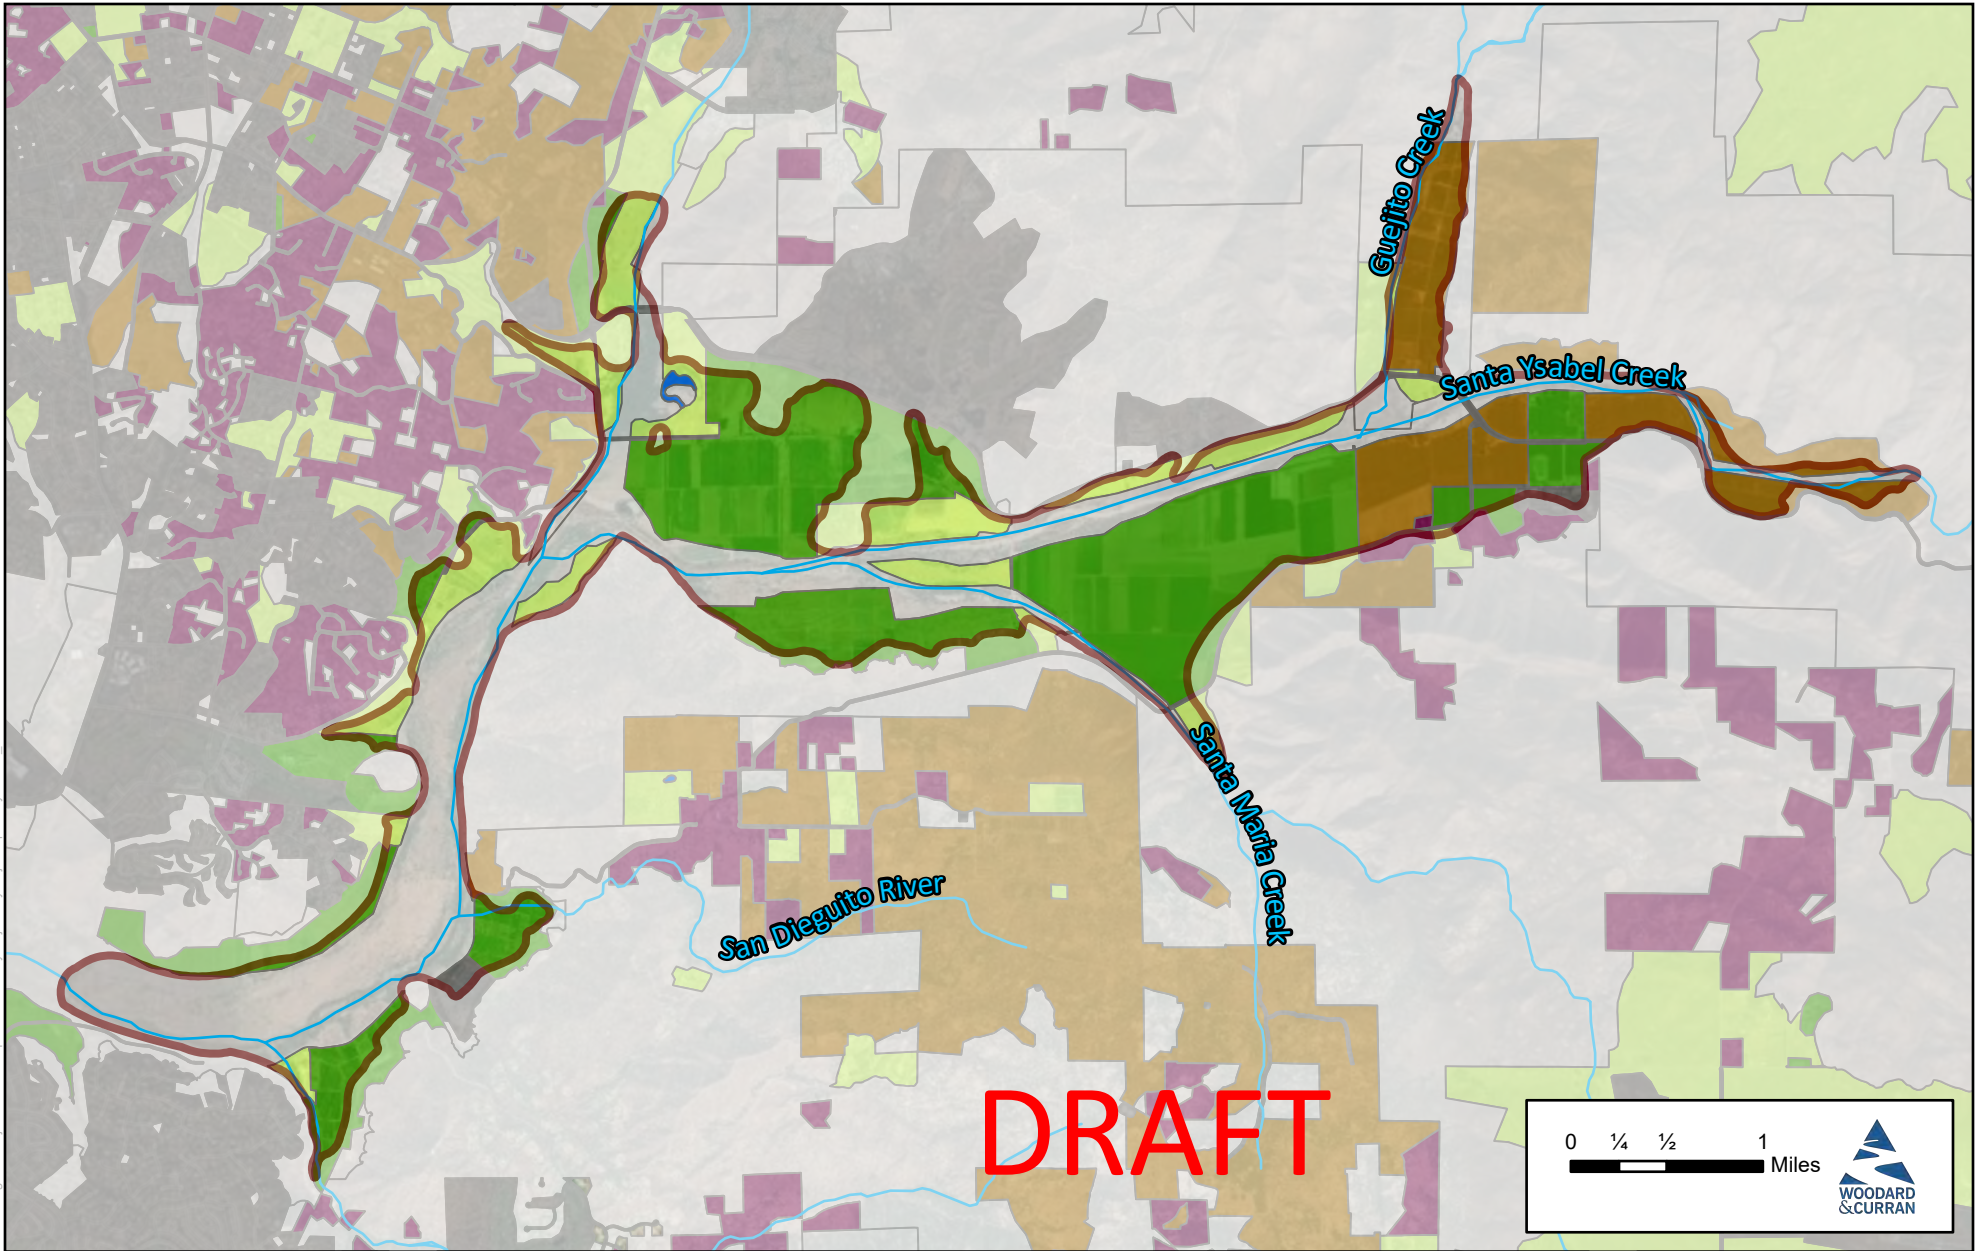 Guejito Creek
Santa Ysabel Creek
Santa Maria Creek
San Dieguito River
DRAFT
0 ¼ ½ 1
Miles
WOODARD
&CURRAN